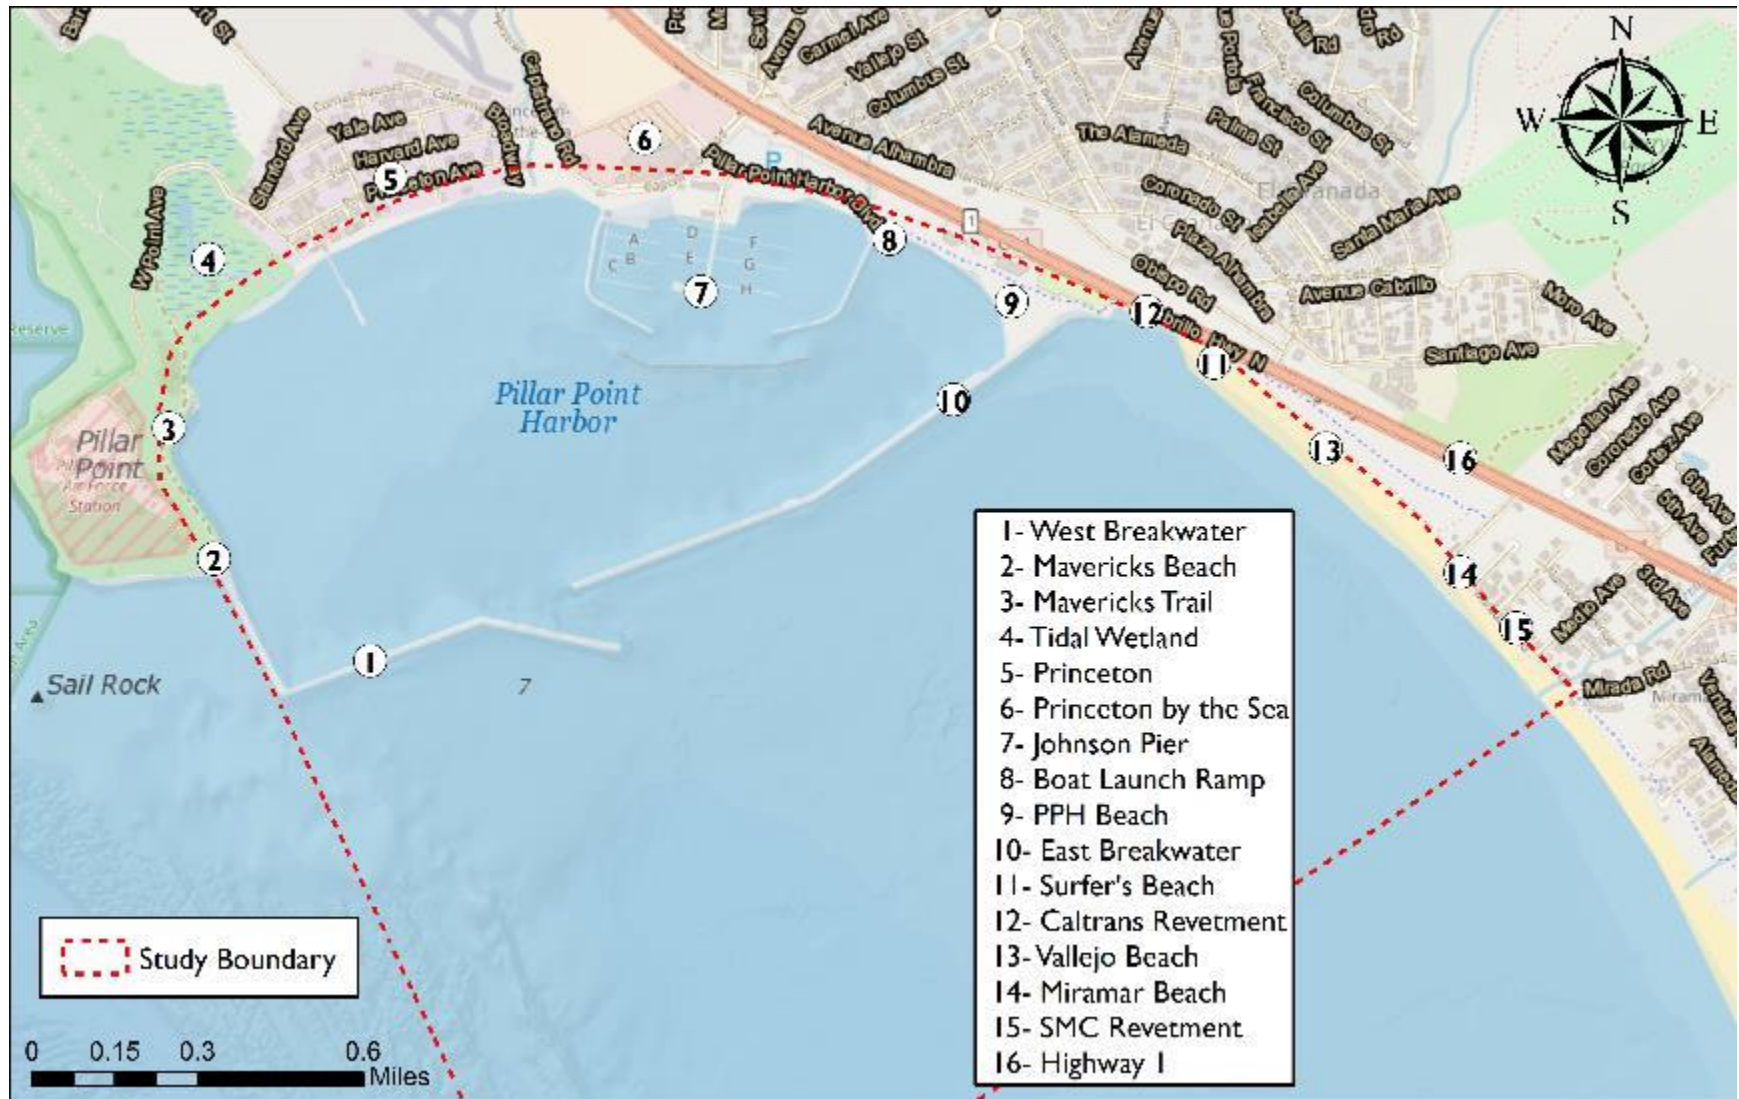 Stanford Ave
Yale Ave
Harvard Ave
Princeton Ave
Broadway
Capistrano Rd
W Point Ave
Carmel Ave
Vallejo St
Columbus St
Avenue Alhambra
Pillar Point Harbor Blvd
P
The Alameda
Palma St
Francisco St
Columbus St
Isabella Ave
Coronado St
El Granada
Santa Maria Ave
Plaza Alhambra
Obispo Rd
Avenue Cabrillo
Moro Ave
Santiago Ave
Magellan Ave
Coronado Ave
Cortez Ave
6th Ave
5th Ave
3rd Ave
Medio Ave
Mirada Rd
N
W
E
S
1
A
B
C
D
E
F
G
H
1
2
3
4
5
6
7
8
9
10
11
12
13
14
15
16
Reserve
Pillar
Point
Station
Pillar Point
Harbor
Sail Rock
7
1- West Breakwater
2- Mavericks Beach
3- Mavericks Trail
4- Tidal Wetland
5- Princeton
6- Princeton by the Sea
7- Johnson Pier
8- Boat Launch Ramp
9- PPH Beach
10- East Breakwater
11- Surfer's Beach
12- Caltrans Revetment
13- Vallejo Beach
14- Miramar Beach
15- SMC Revetment
16- Highway 1
Study Boundary
0 0.15 0.3 0.6
Miles